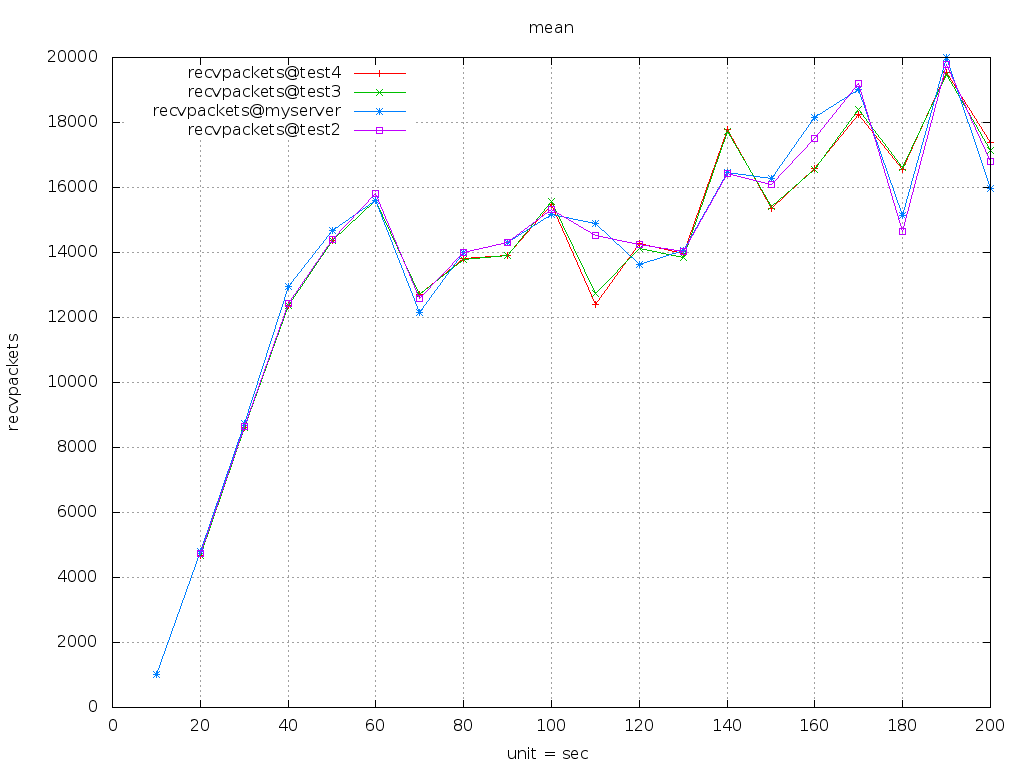 mean
20000
18000
16000
14000
12000
10000
8000
6000
4000
2000
0
recvpackets@test4
recvpackets@test3
recvpackets@myserver
recvpackets@test2
recvpackets
0 20 40 60 80 100 120 140 160 180 200
unit = sec